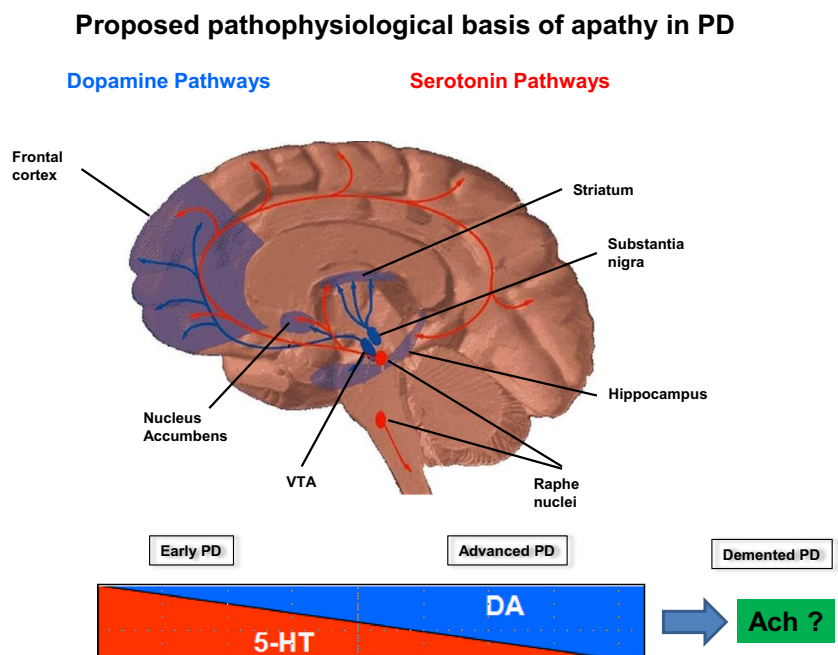 Proposed pathophysiological basis of apathy in PD
Dopamine Pathways
Serotonin Pathways
Frontal
cortex
Striatum
Substantia
nigra
Hippocampus
Nucleus
Accumbens
VTA
Raphe
nuclei
Early PD
Advanced PD
Demented PD
DA
5-HT
Ach ?